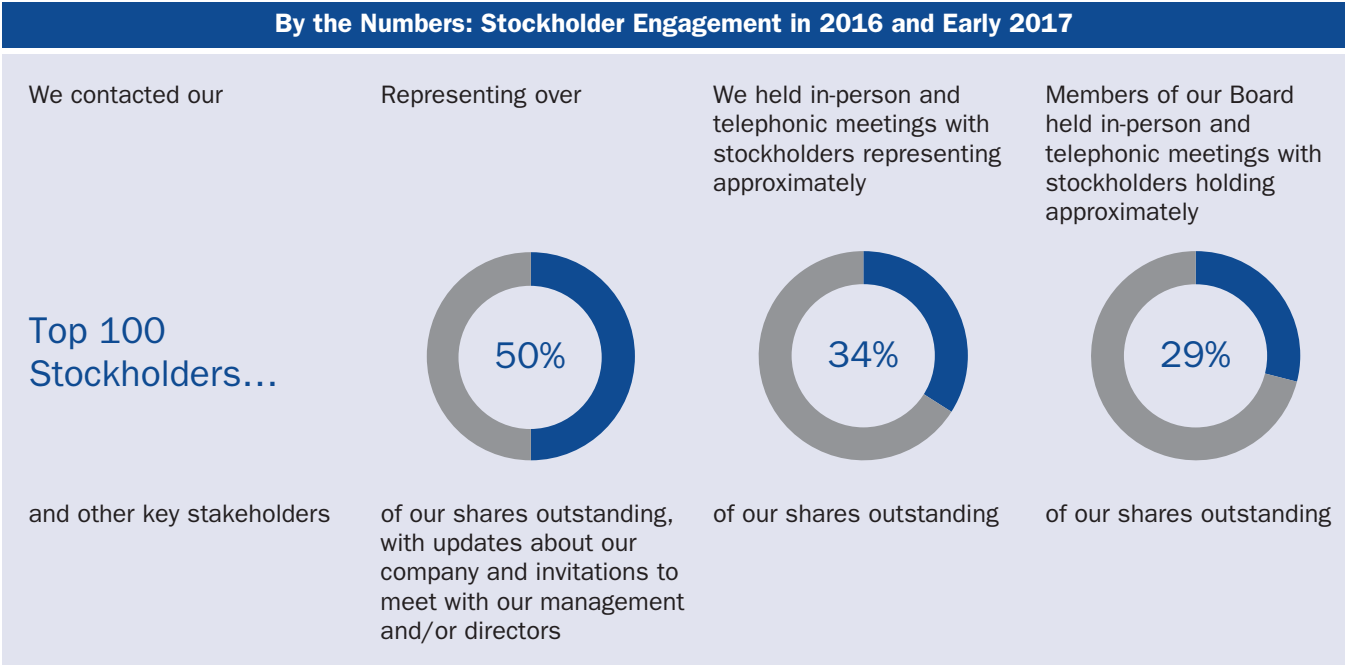 By the Numbers: Stockholder Engagement in 2016 and Early 2017
We contacted our
Top 100
Stockholders…
and other key stakeholders
Representing over
50%
of our shares outstanding,
with updates about our
company and invitations to
meet with our management
and/or directors
We held in-person and
telephonic meetings with
stockholders representing
approximately
34%
of our shares outstanding
Members of our Board
held in-person and
telephonic meetings with
stockholders holding
approximately
29%
of our shares outstanding